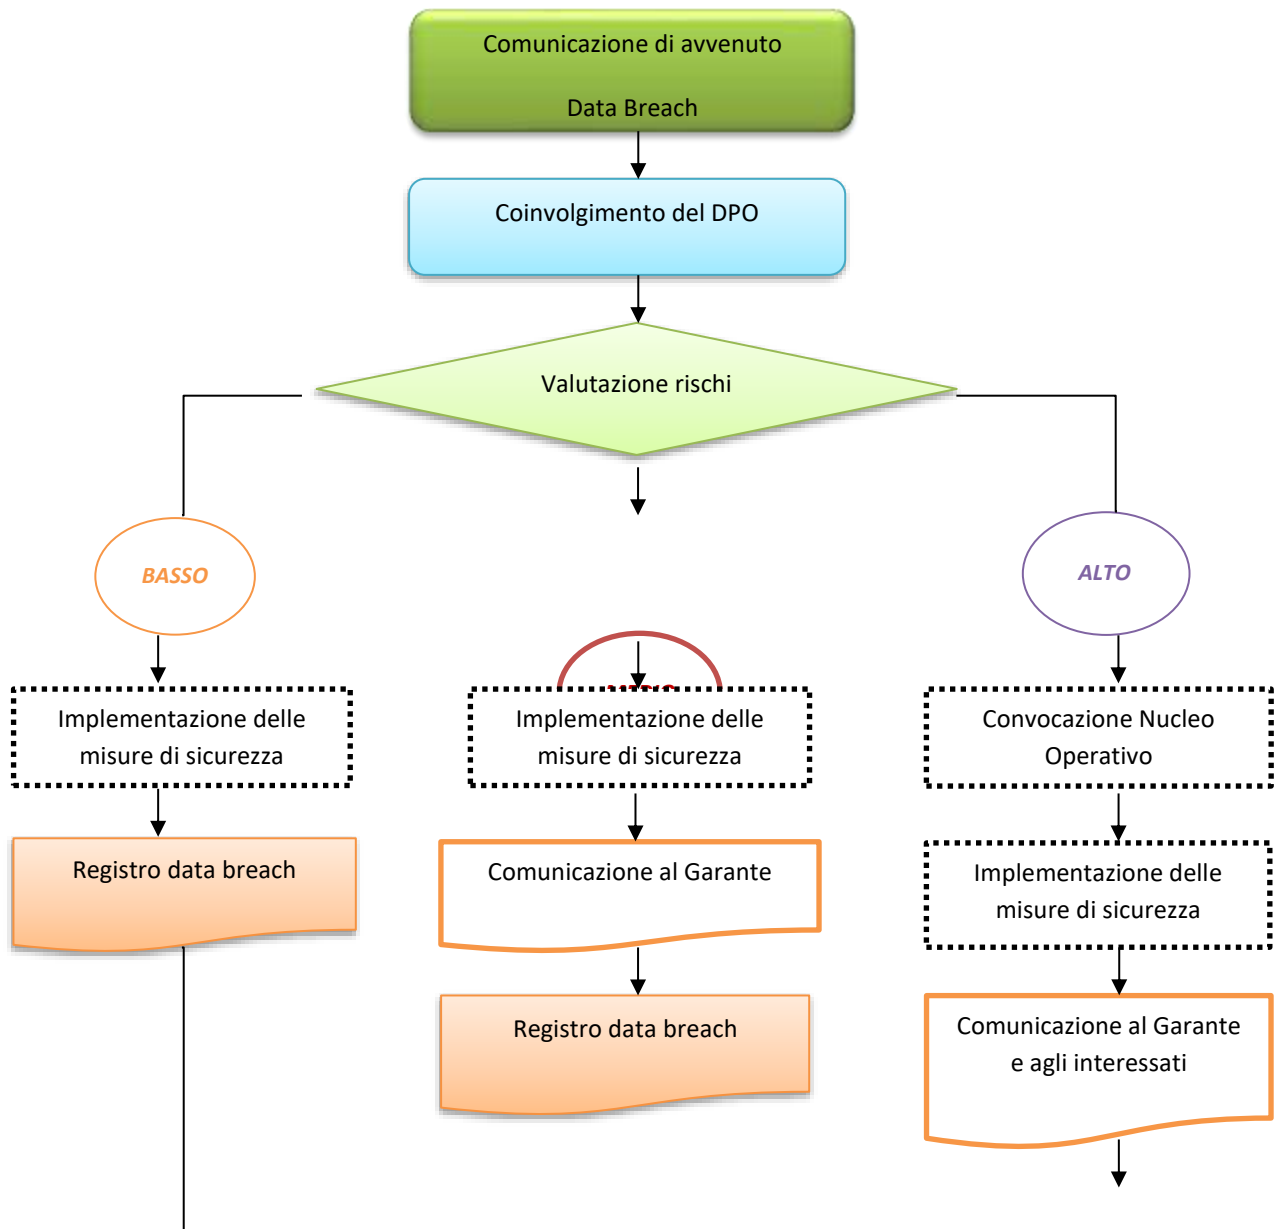 Comunicazione di avvenuto
Data Breach
Coinvolgimento del DPO
Valutazione rischi
BASSO
ALTO
Implementazione delle
misure di sicurezza
Implementazione delle
misure di sicurezza
Convocazione Nucleo
Operativo
Registro data breach
Comunicazione al Garante
Implementazione delle
misure di sicurezza
Registro data breach
Comunicazione al Garante
e agli interessati